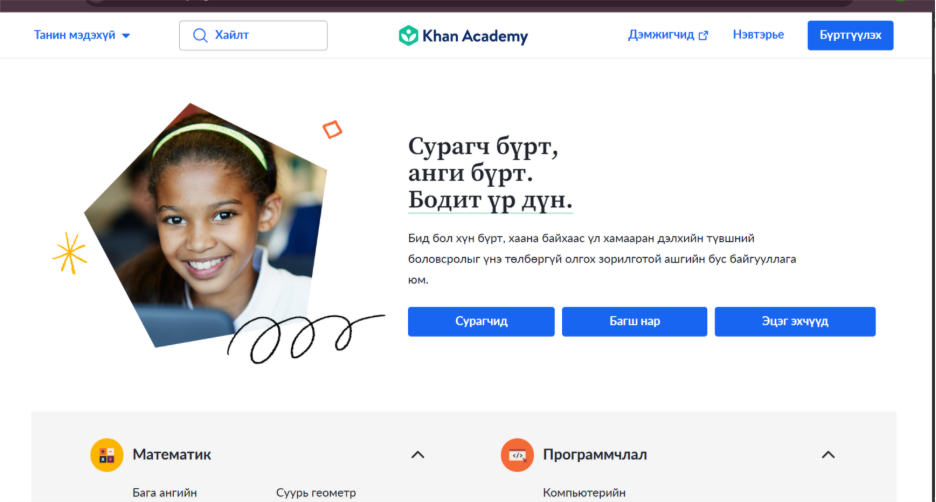 Танин мэдэхүй
Хайлт
Khan Academy
Дэмжигчид
Нэвтэрье
Бүртгүүлэх
Сурагч бүрт,
анги бүрт.
Бодит үр дүн.
Бид бол хүн бүрт, хаана байхаас үл хамааран дэлхийн түвшний
боловсролыг үнэ төлбөргүй олгох зорилготой ашгийн бус байгууллага
юм.
Сурагчид
Багш нар
Эцэг эхчүүд
Математик
Программчлал
Бага ангийн
Суурь геометр
Компьютерийн